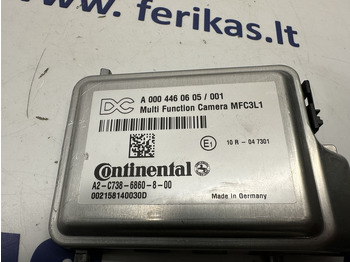 www.ferikas.lt
DC A 000 446 06 05 / 001
Multi Function Camera MFC3L1
E1 10 R - 04 7301
Continental
A2-C738-6860-8-00
002158140030D
Made in Germany